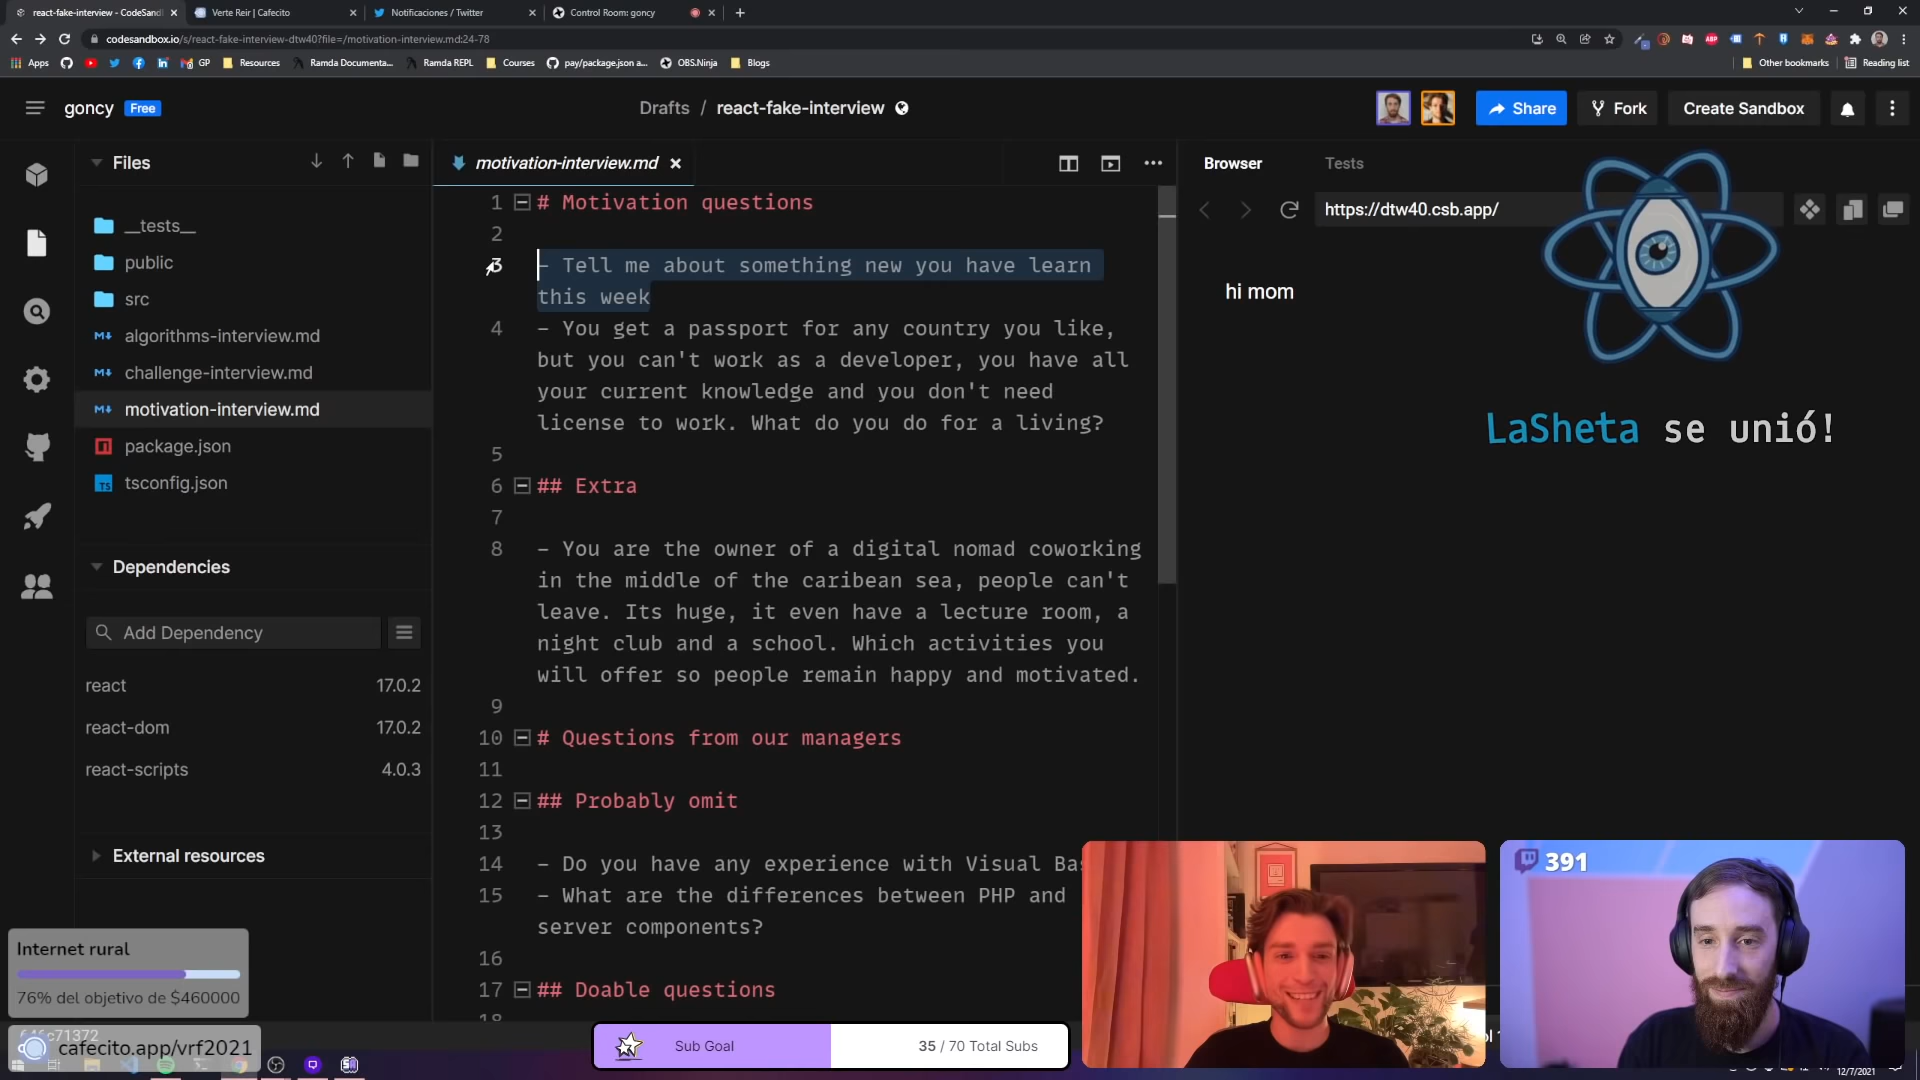 react-fake-interview - CodeSand
Verte Reir | Cafecito
Notificaciones / Twitter
Control Room: goncy
codesandbox.io/s/react-fake-interview-dtw40?file=/motivation-interview.md:24-78
Apps
GP
Resources
Ramda Documenta...
Ramda REPL
Courses
pay/package.json a...
OBS.Ninja
Blogs
Other bookmarks
Reading list
goncy
Free
Drafts / react-fake-interview
Share
Fork
Create Sandbox
Files
motivation-interview.md
Browser
Tests
https://dtw40.csb.app/
__tests__
public
src
algorithms-interview.md
challenge-interview.md
motivation-interview.md
package.json
tsconfig.json
Dependencies
Add Dependency
react 17.0.2
react-dom 17.0.2
react-scripts 4.0.3
External resources
1 # Motivation questions
2
3 - Tell me about something new you have learn
this week
4 - You get a passport for any country you like,
but you can't work as a developer, you have all
your current knowledge and you don't need
license to work. What do you do for a living?
5
6 ## Extra
7
8 - You are the owner of a digital nomad coworking
in the middle of the caribean sea, people can't
leave. Its huge, it even have a lecture room, a
night club and a school. Which activities you
will offer so people remain happy and motivated.
9
10 # Questions from our managers
11
12 ## Probably omit
13
14 - Do you have any experience with Visual Ba
15 - What are the differences between PHP and
server components?
16
17 ## Doable questions
18
hi mom
LaSheta se unió!
391
Internet rural
76% del objetivo de $460000
cafecito.app/vrf2021
Sub Goal
35 / 70 Total Subs
12/7/2021